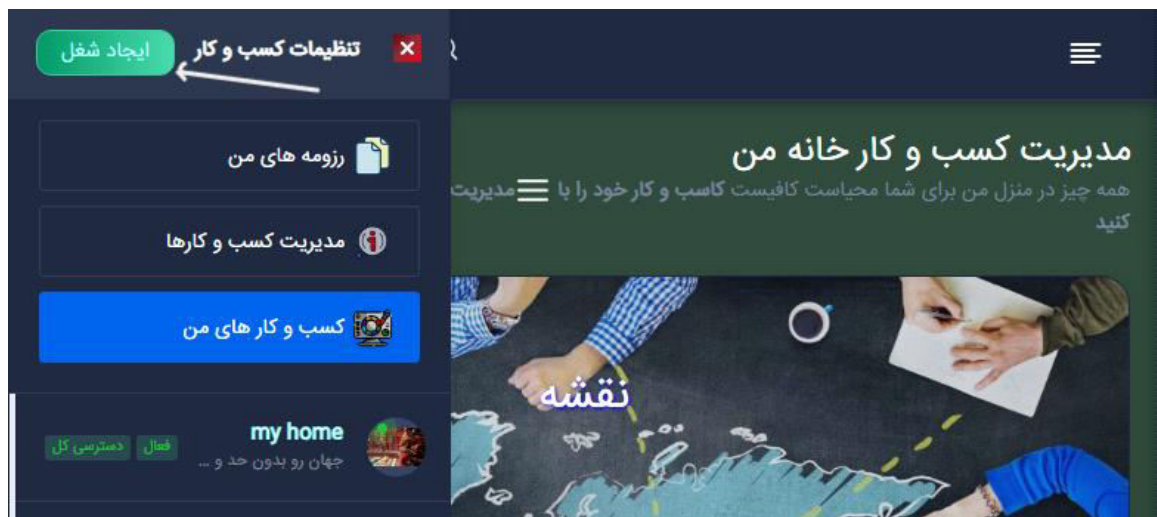 تنظیمات کسب و کار
ایجاد شغل
رزومه های من
مدیریت کسب و کارها
کسب و کار های من
my home
فعال
دسترسی کل
جهان رو بدون حد و ...
مدیریت کسب و کار خانه من
همه چیز در منزل من برای شما محیاست کافیست کاسب و کار خود را با مدیریت
کنید
نقشه